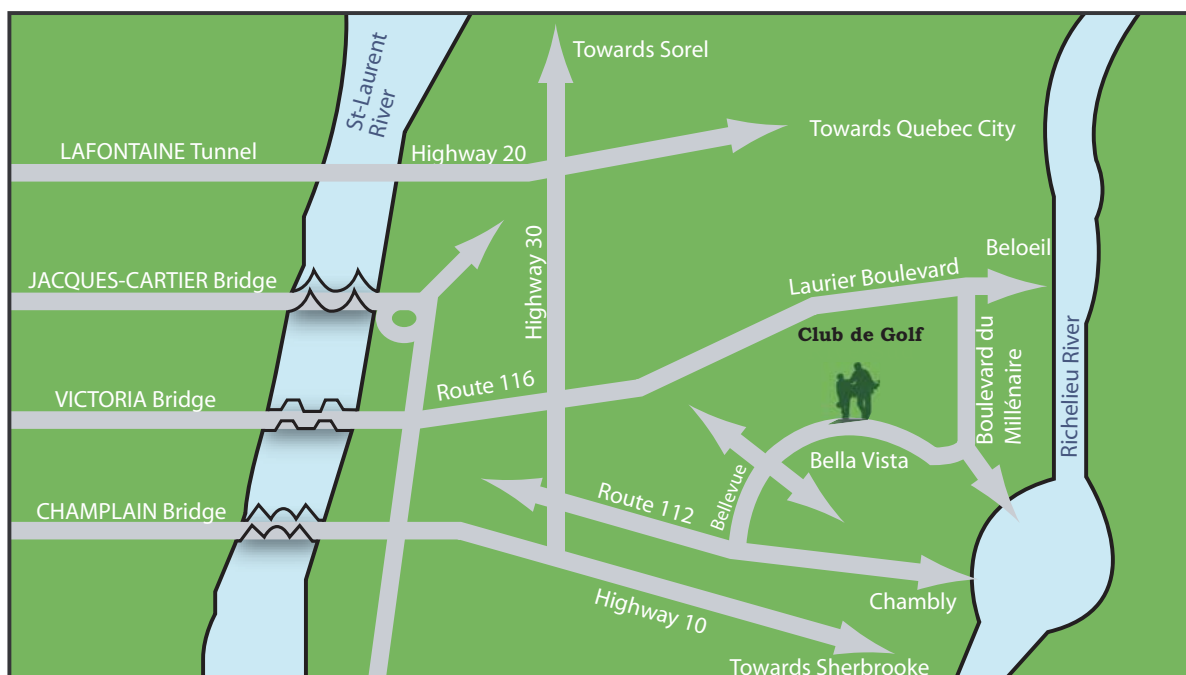 St-Laurent
River
Towards Sorel
Towards Quebec City
LAFONTAINE Tunnel
Highway 20
Highway 30
Beloeil
JACQUES-CARTIER Bridge
Laurier Boulevard
Club de Golf
Boulevard du
Millénaire
Richelieu River
Route 116
VICTORIA Bridge
Bella Vista
Bellevue
Route 112
CHAMPLAIN Bridge
Chambly
Highway 10
Towards Sherbrooke